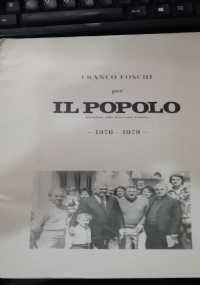 FRANCO FOSCHI
per
IL POPOLO
– 1976 - 1979 –